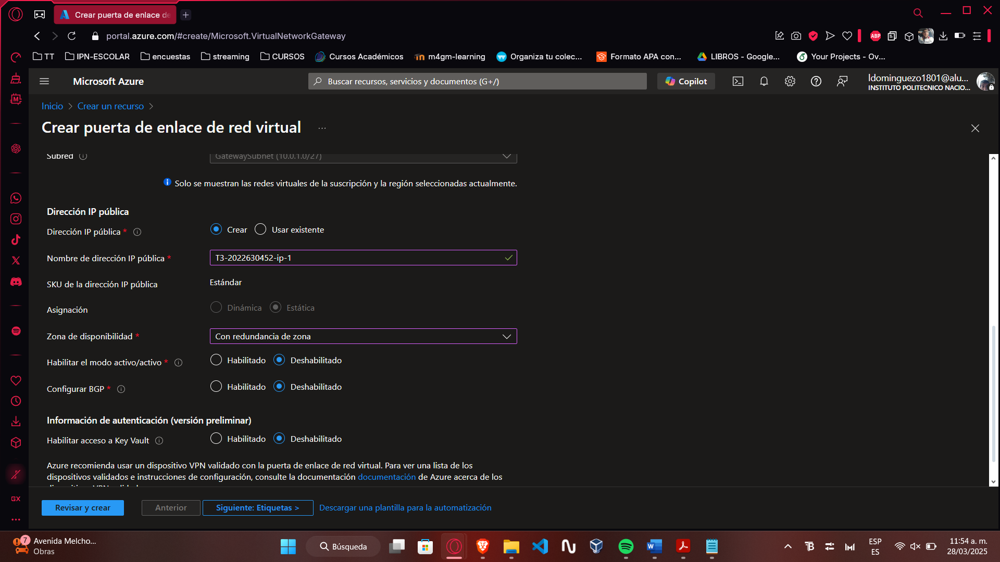 Crear puerta de enlace de
portal.azure.com/#create/Microsoft.VirtualNetworkGateway
ABP
TT
IPN-ESCOLAR
encuestas
streaming
CURSOS
Cursos Académicos
m4gm-learning
Organiza tu colec...
Formato APA con...
LIBROS - Google...
Your Projects - Ov...
Microsoft Azure
Buscar recursos, servicios y documentos (G+/)
Copilot
ldominguezo1801@alu...
INSTITUTO POLITECNICO NACIO...
Inicio > Crear un recurso >
Crear puerta de enlace de red virtual ...
Subred
GatewaySubnet (10.0.1.0/27)
Solo se muestran las redes virtuales de la suscripción y la región seleccionadas actualmente.
Dirección IP pública
Dirección IP pública *
Crear
Usar existente
Nombre de dirección IP pública *
T3-2022630452-ip-1
SKU de la dirección IP pública
Estándar
Asignación
Dinámica
Estática
Zona de disponibilidad *
Con redundancia de zona
Habilitar el modo activo/activo *
Habilitado
Deshabilitado
Configurar BGP *
Habilitado
Deshabilitado
Información de autenticación (versión preliminar)
Habilitar acceso a Key Vault
Habilitado
Deshabilitado
Azure recomienda usar un dispositivo VPN validado con la puerta de enlace de red virtual. Para ver una lista de los
dispositivos validados e instrucciones de configuración, consulte la documentación documentación de Azure acerca de los
Revisar y crear
Anterior
Siguiente: Etiquetas >
Descargar una plantilla para la automatización
GX
7
Avenida Melcho...
Obras
Búsqueda
ESP
ES
11:54 a. m.
28/03/2025